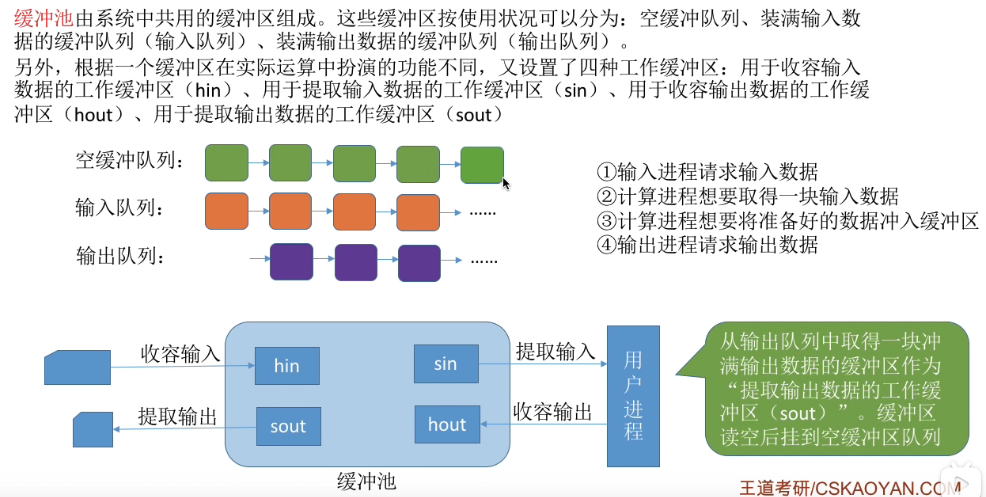 缓冲池由系统中共用的缓冲区组成。这些缓冲区按使用状况可以分为：空缓冲队列、装满输入数
据的缓冲队列（输入队列）、装满输出数据的缓冲队列（输出队列）。
另外，根据一个缓冲区在实际运算中扮演的功能不同，又设置了四种工作缓冲区：用于收容输入
数据的工作缓冲区（hin）、用于提取输入数据的工作缓冲区（sin）、用于收容输出数据的工作缓
冲区（hout）、用于提取输出数据的工作缓冲区（sout）
空缓冲队列：
输入队列：
......
输出队列：
......
①输入进程请求输入数据
②计算进程想要取得一块输入数据
③计算进程想要将准备好的数据冲入缓冲区
④输出进程请求输出数据
收容输入
hin
sin
提取输入
提取输出
sout
hout
收容输出
用户进程
缓冲池
从输出队列中取得一块冲
满输出数据的缓冲区作为
“提取输出数据的工作缓
冲区（sout）”。缓冲区
读空后挂到空缓冲区队列
王道考研/CSKAOYAN.COM